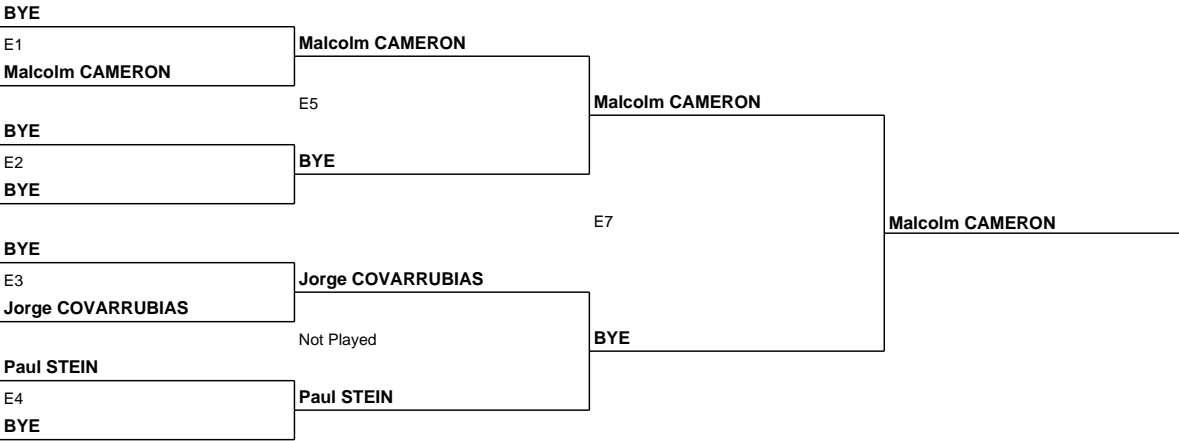 BYE
E1
Malcolm CAMERON
Malcolm CAMERON
E5
Malcolm CAMERON
BYE
E2
BYE
BYE
E7
Malcolm CAMERON
BYE
E3
Jorge COVARRUBIAS
Jorge COVARRUBIAS
Not Played
BYE
Paul STEIN
E4
Paul STEIN
BYE